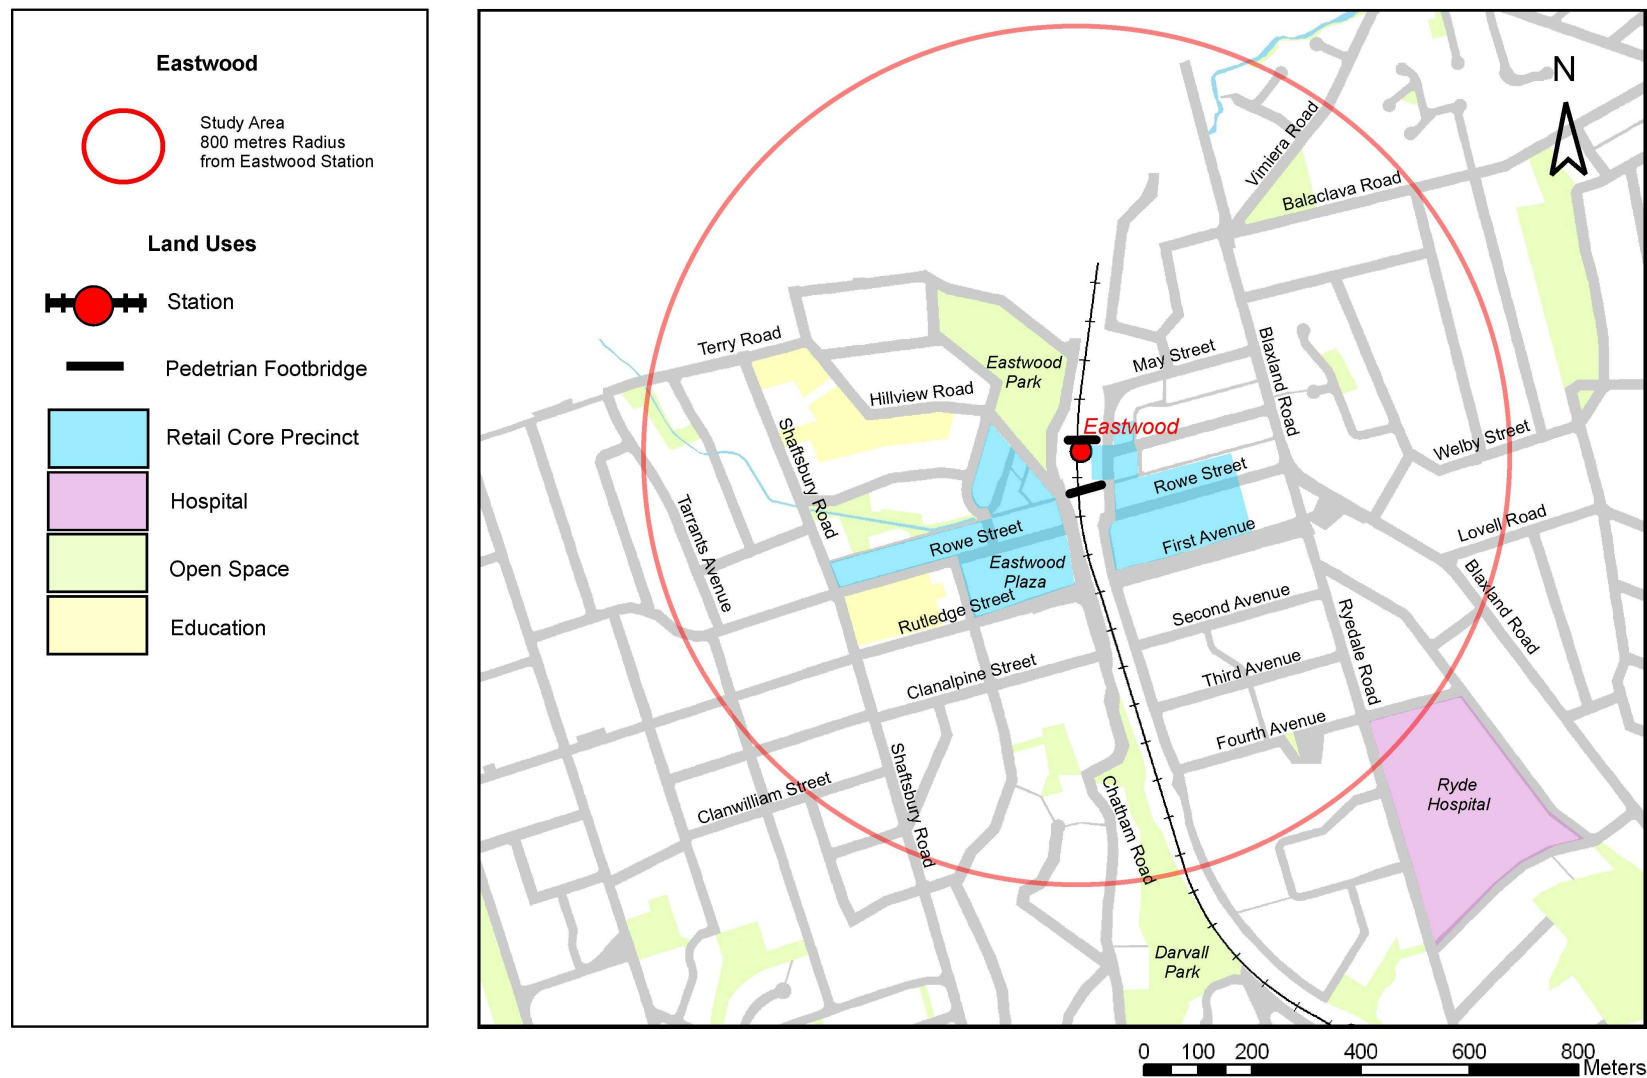 Eastwood
Study Area
800 metres Radius
from Eastwood Station
Land Uses
Station
Pedetrian Footbridge
Retail Core Precinct
Hospital
Open Space
Education
N
Vimiera Road
Balaclava Road
Terry Road
May Street
Blaxland Road
Eastwood
Park
Hillview Road
Eastwood
Shaftsbury Road
Welby Street
Rowe Street
Tarrants Avenue
Rowe Street
First Avenue
Lovell Road
Eastwood
Plaza
Blaxland Road
Rutledge Street
Second Avenue
Ryedale Road
Clanalpine Street
Third Avenue
Fourth Avenue
Shaftsbury Road
Clanwilliam Street
Chatham Road
Ryde
Hospital
Darvall
Park
0 100 200 400 600 800
Meters